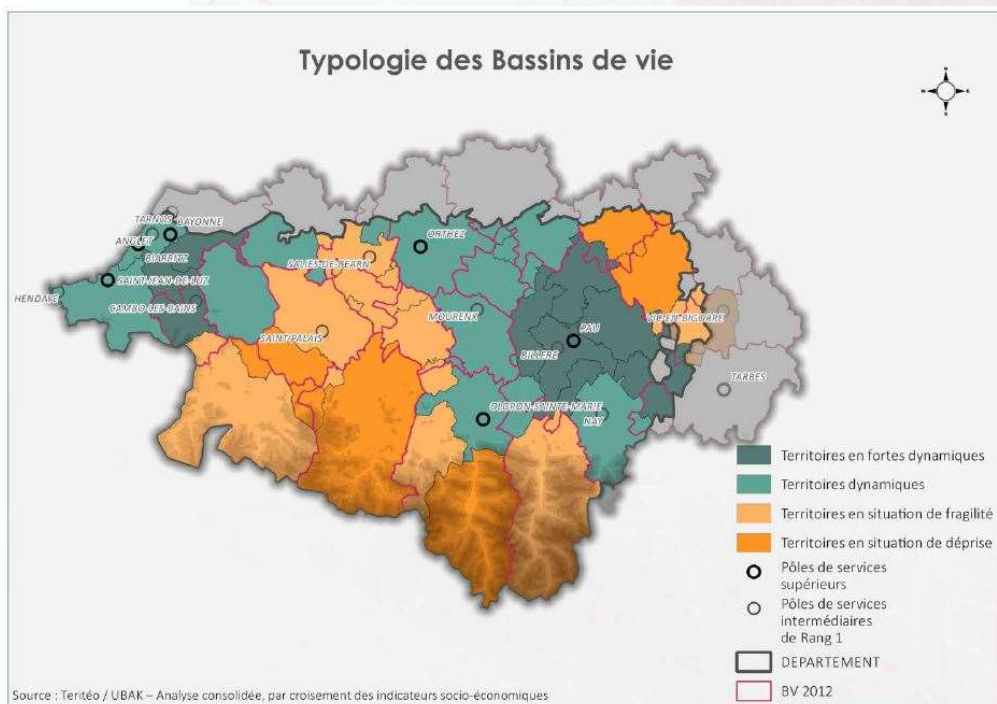 Typologie des Bassins de vie
TARNOS
BAYONNE
ANGLET
BIARRITZ
SAINT-JEAN-DE-LUZ
HENDAYE
CAMBO-LES-BAINS
SALIES-DE-BÉARN
ORTHEZ
SAINT-PALAIS
MOURENX
PAU
BILLERE
VIC-EN-BIGORRE
TARBES
OLORON-SAINTE-MARIE
NAY
Territoires en fortes dynamiques
Territoires dynamiques
Territoires en situation de fragilité
Territoires en situation de déprise
Pôles de services
supérieurs
Pôles de services
intermédiaires
de Rang 1
DEPARTEMENT
BV 2012
Source : Teritéo / UBAK – Analyse consolidée, par croisement des indicateurs socio-économiques